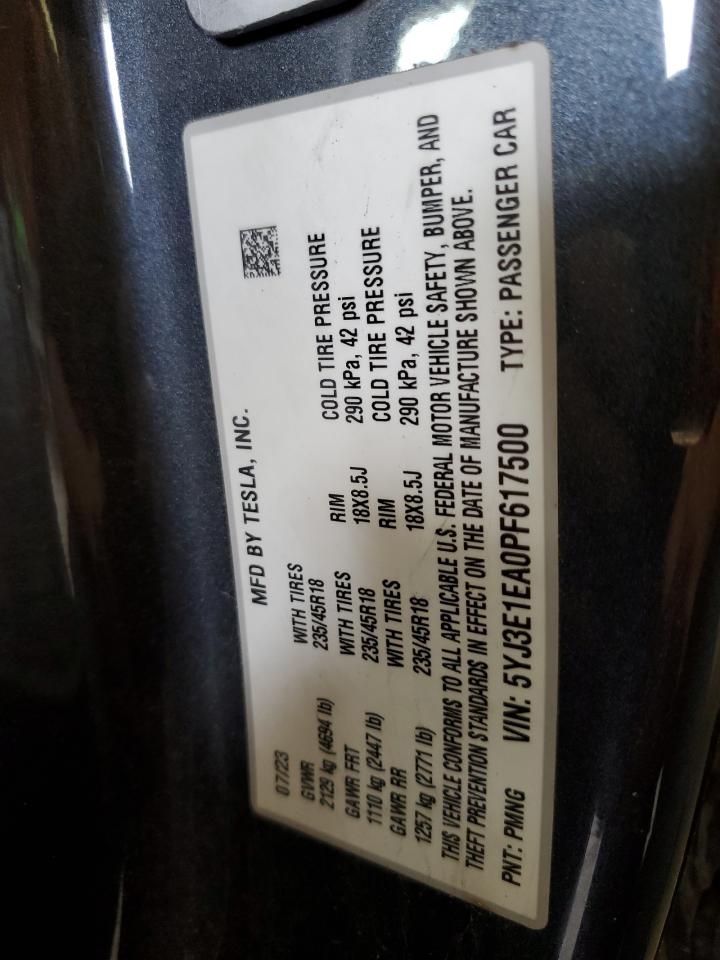 MFD BY TESLA, INC.
07/23
GVWR WITH TIRES
2129 kg (4694 lb) 235/45R18 RIM COLD TIRE PRESSURE
GAWR FRT WITH TIRES 18X8.5J 290 kPa, 42 psi
1110 kg (2447 lb) 235/45R18 RIM COLD TIRE PRESSURE
GAWR RR WITH TIRES 18X8.5J 290 kPa, 42 psi
1257 kg (2771 lb) 235/45R18
THIS VEHICLE CONFORMS TO ALL APPLICABLE U.S. FEDERAL MOTOR VEHICLE SAFETY, BUMPER, AND
THEFT PREVENTION STANDARDS IN EFFECT ON THE DATE OF MANUFACTURE SHOWN ABOVE.
PNT: PMNG VIN: 5YJ3E1EA0PF617500 TYPE: PASSENGER CAR